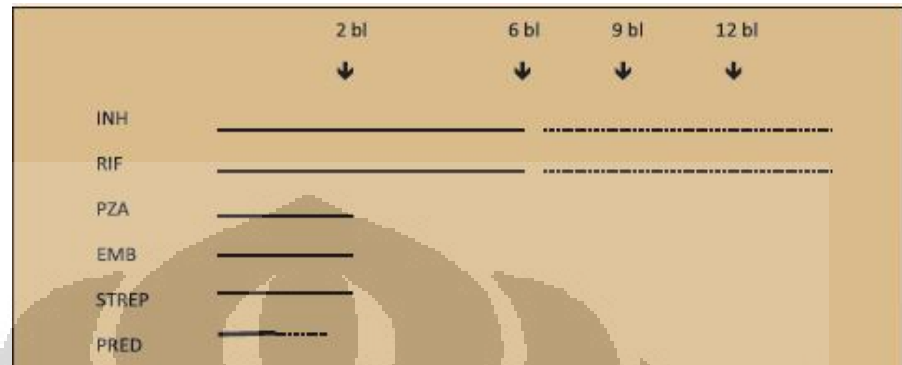 2 bl 6 bl 9 bl 12 bl
INH
RIF
PZA
EMB
STREP
PRED